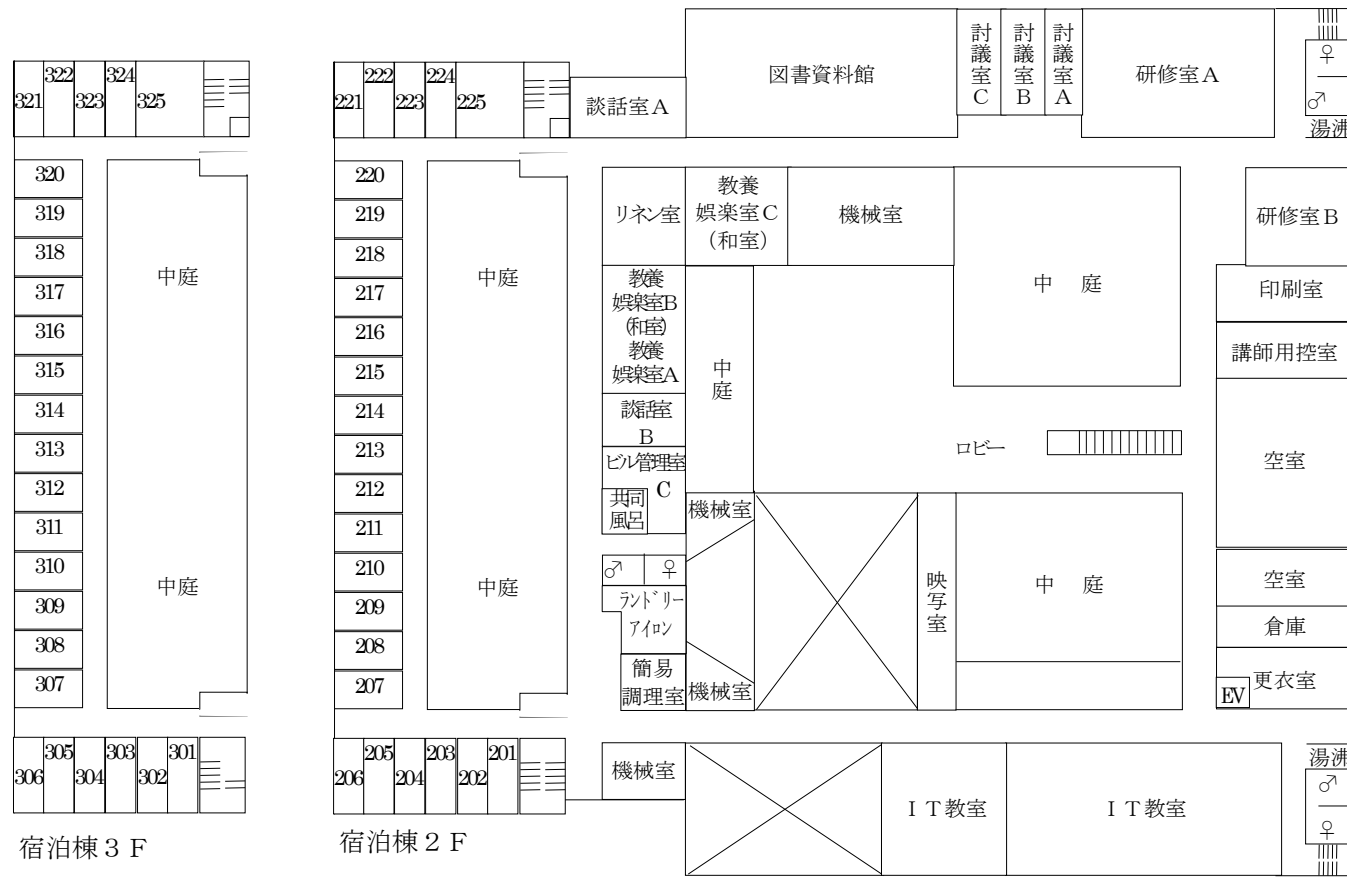 322
324
321
323
325
320
319
318
317
316
315
314
313
312
311
310
309
308
307
中庭
中庭
305
303
301
306
304
302
宿泊棟３Ｆ
222
224
221
223
225
220
219
218
217
216
215
214
213
212
211
210
209
208
207
中庭
中庭
205
203
201
206
204
202
宿泊棟２Ｆ
談話室Ａ
図書資料館
討議室Ｃ
討議室Ｂ
討議室Ａ
研修室Ａ
♀
♂
湯沸
リネン室
教養
娯楽室Ｃ
（和室）
機械室
中　庭
研修室Ｂ
印刷室
講師用控室
空室
空室
倉庫
更衣室
EV
教養
娯楽室B
(和室)
教養
娯楽室A
談話室
B
ビル管理室
C
共同
風呂
中庭
ロビー
機械室
♂
♀
ﾗﾝﾄﾞﾘｰ
ｱｲﾛﾝ
簡易
調理室
機械室
映写室
中　庭
機械室
ＩＴ教室
ＩＴ教室
湯沸
♂
♀